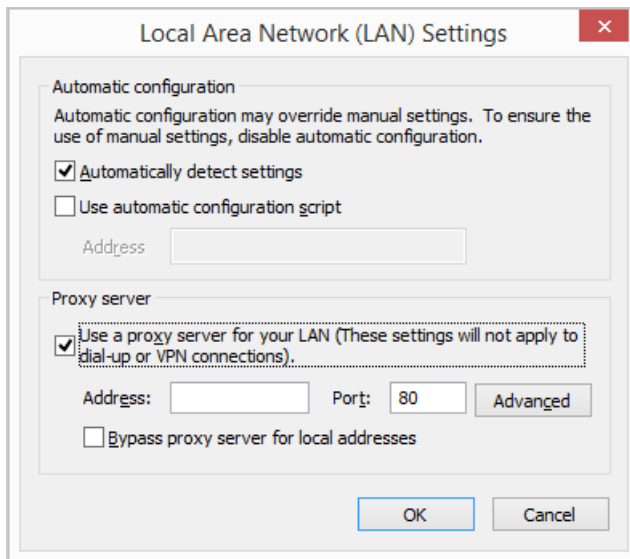 Local Area Network (LAN) Settings
Automatic configuration
Automatic configuration may override manual settings.  To ensure the
use of manual settings, disable automatic configuration.
Automatically detect settings
Use automatic configuration script
Address
Proxy server
Use a proxy server for your LAN (These settings will not apply to
dial-up or VPN connections).
Address: Port: 80 Advanced
Bypass proxy server for local addresses
OK Cancel